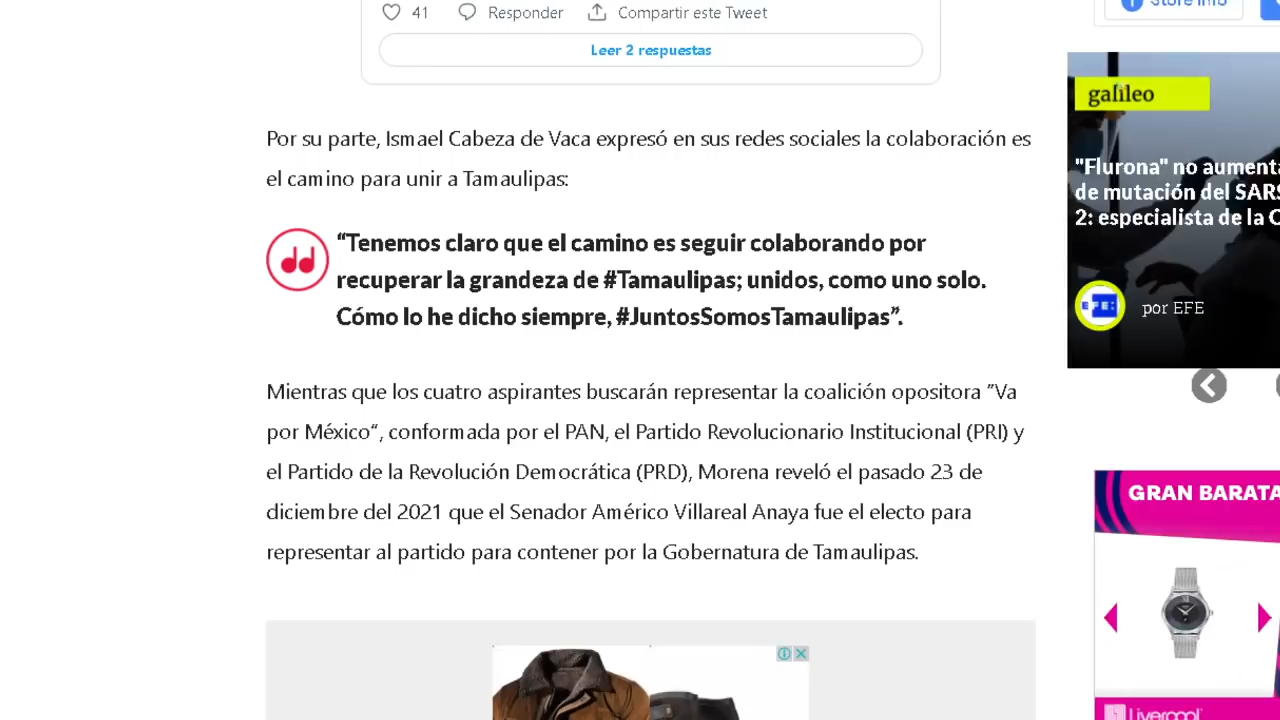 41 Responder Compartir este Tweet
Leer 2 respuestas
Por su parte, Ismael Cabeza de Vaca expresó en sus redes sociales la colaboración es
el camino para unir a Tamaulipas:
“Tenemos claro que el camino es seguir colaborando por
recuperar la grandeza de #Tamaulipas; unidos, como uno solo.
Cómo lo he dicho siempre, #JuntosSomosTamaulipas”.
Mientras que los cuatro aspirantes buscarán representar la coalición opositora “Va
por México“, conformada por el PAN, el Partido Revolucionario Institucional (PRI) y
el Partido de la Revolución Democrática (PRD), Morena reveló el pasado 23 de
diciembre del 2021 que el Senador Américo Villareal Anaya fue el electo para
representar al partido para contener por la Gobernatura de Tamaulipas.
Store info
galileo
"Flurona" no aumenta
de mutación del SARS
2: especialista de la
EFE:
por EFE
GRAN BARATA
Liverpool